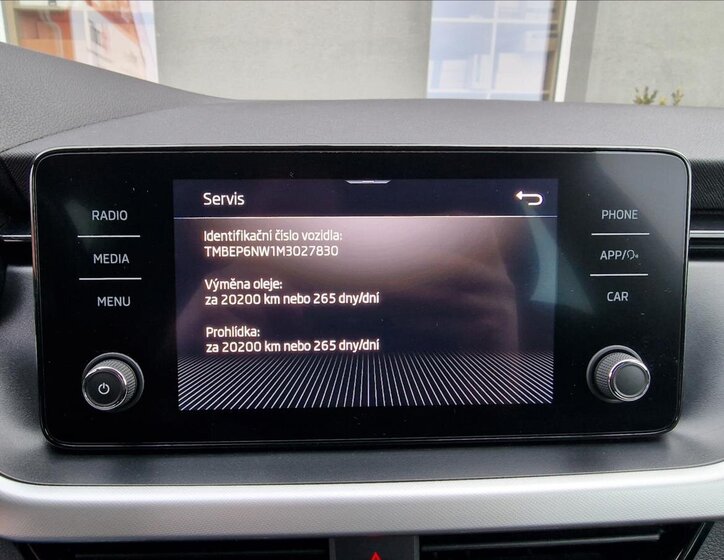 Servis
RADIO
PHONE
Identifikační číslo vozidla:
TMBEP6NW1M3027830
MEDIA
APP/
Výměna oleje:
za 20200 km nebo 265 dny/dní
MENU
CAR
Prohlídka:
za 20200 km nebo 265 dny/dní